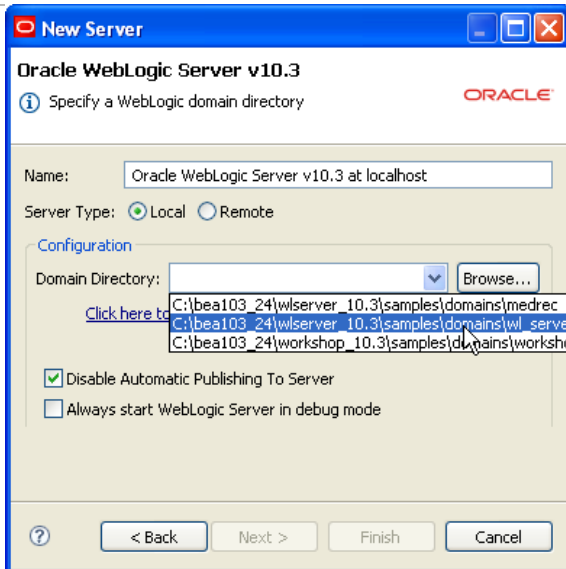 New Server
Oracle WebLogic Server v10.3
Specify a WebLogic domain directory
ORACLE
Name: Oracle WebLogic Server v10.3 at localhost
Server Type: Local Remote
Configuration
Domain Directory: Browse...
Click here to
C:\bea103_24\wlserver_10.3\samples\domains\medrec
C:\bea103_24\wlserver_10.3\samples\domains\wl_serve
C:\bea103_24\workshop_10.3\samples\domains\worksh
Disable Automatic Publishing To Server
Always start WebLogic Server in debug mode
? < Back Next > Finish Cancel